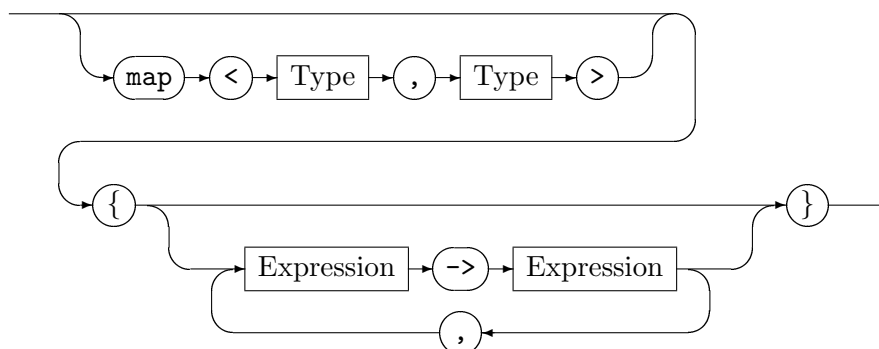 map < Type , Type >
{ }
Expression -> Expression
,